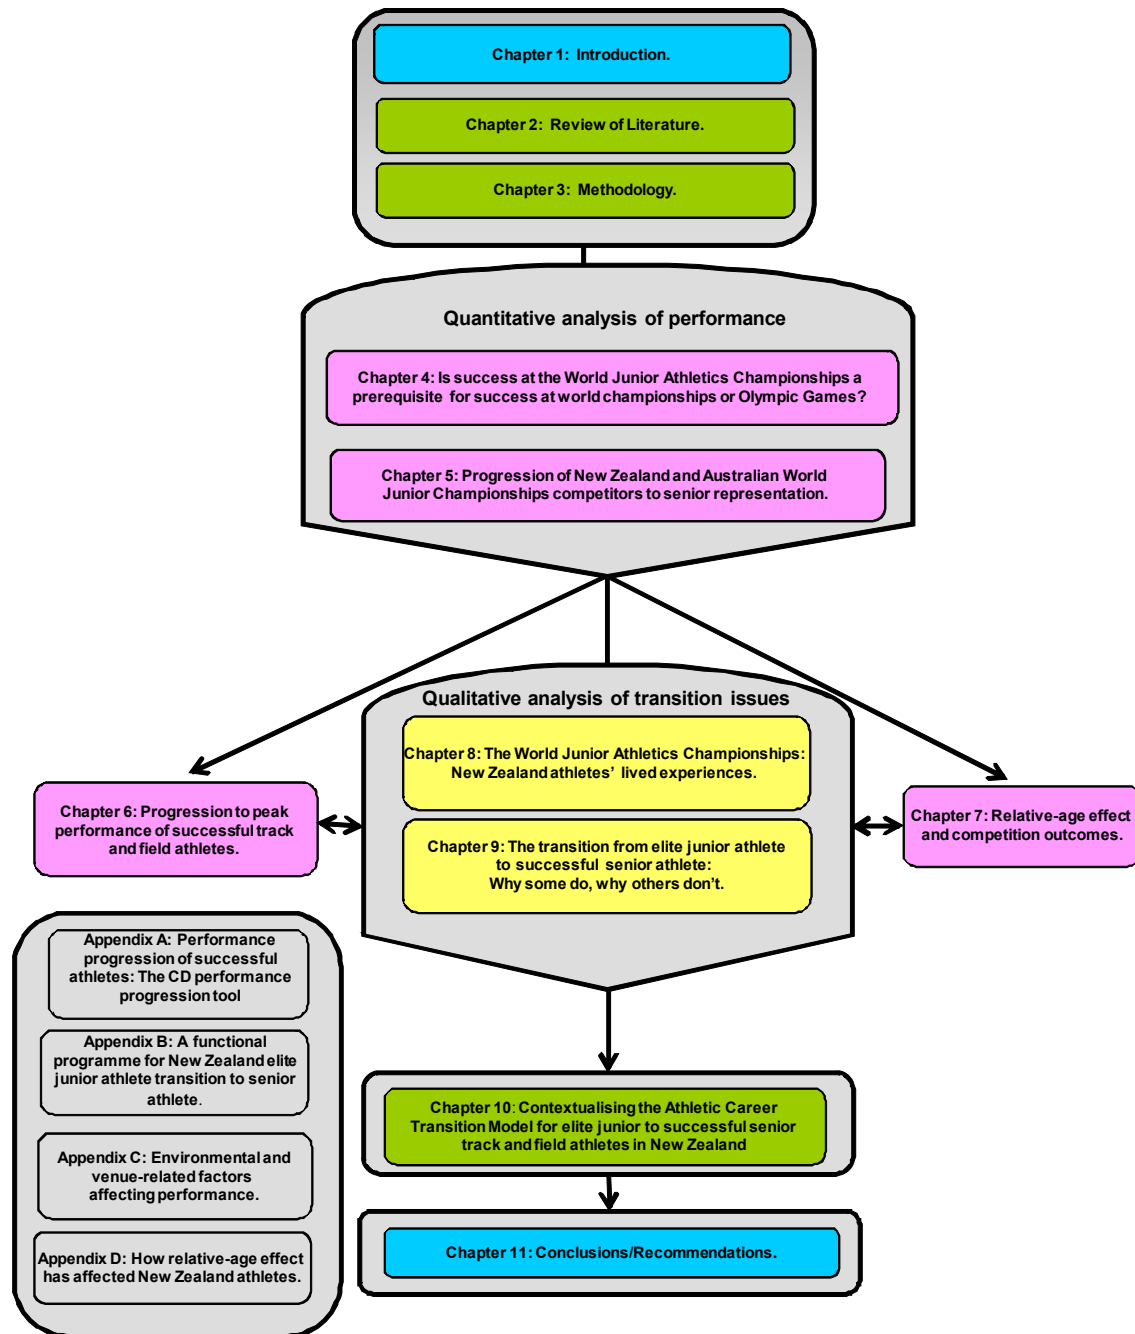 Chapter 1: Introduction.
Chapter 2: Review of Literature.
Chapter 3: Methodology.
Quantitative analysis of performance
Chapter 4: Is success at the World Junior Athletics Championships a
prerequisite for success at world championships or Olympic Games?
Chapter 5: Progression of New Zealand and Australian World
Junior Championships competitors to senior representation.
Qualitative analysis of transition issues
Chapter 8: The World Junior Athletics Championships:
New Zealand athletes' lived experiences.
Chapter 6: Progression to peak
performance of successful track
and field athletes.
Chapter 9: The transition from elite junior athlete
to successful senior athlete:
Why some do, why others don't.
Chapter 7: Relative-age effect
and competition outcomes.
Appendix A: Performance
progression of successful
athletes: The CD performance
progression tool
Appendix B: A functional
programme for New Zealand elite
junior athlete transition to senior
athlete.
Appendix C: Environmental and
venue-related factors
affecting performance.
Appendix D: How relative-age effect
has affected New Zealand athletes.
Chapter 10: Contextualising the Athletic Career
Transition Model for elite junior to successful senior
track and field athletes in New Zealand
Chapter 11: Conclusions/Recommendations.